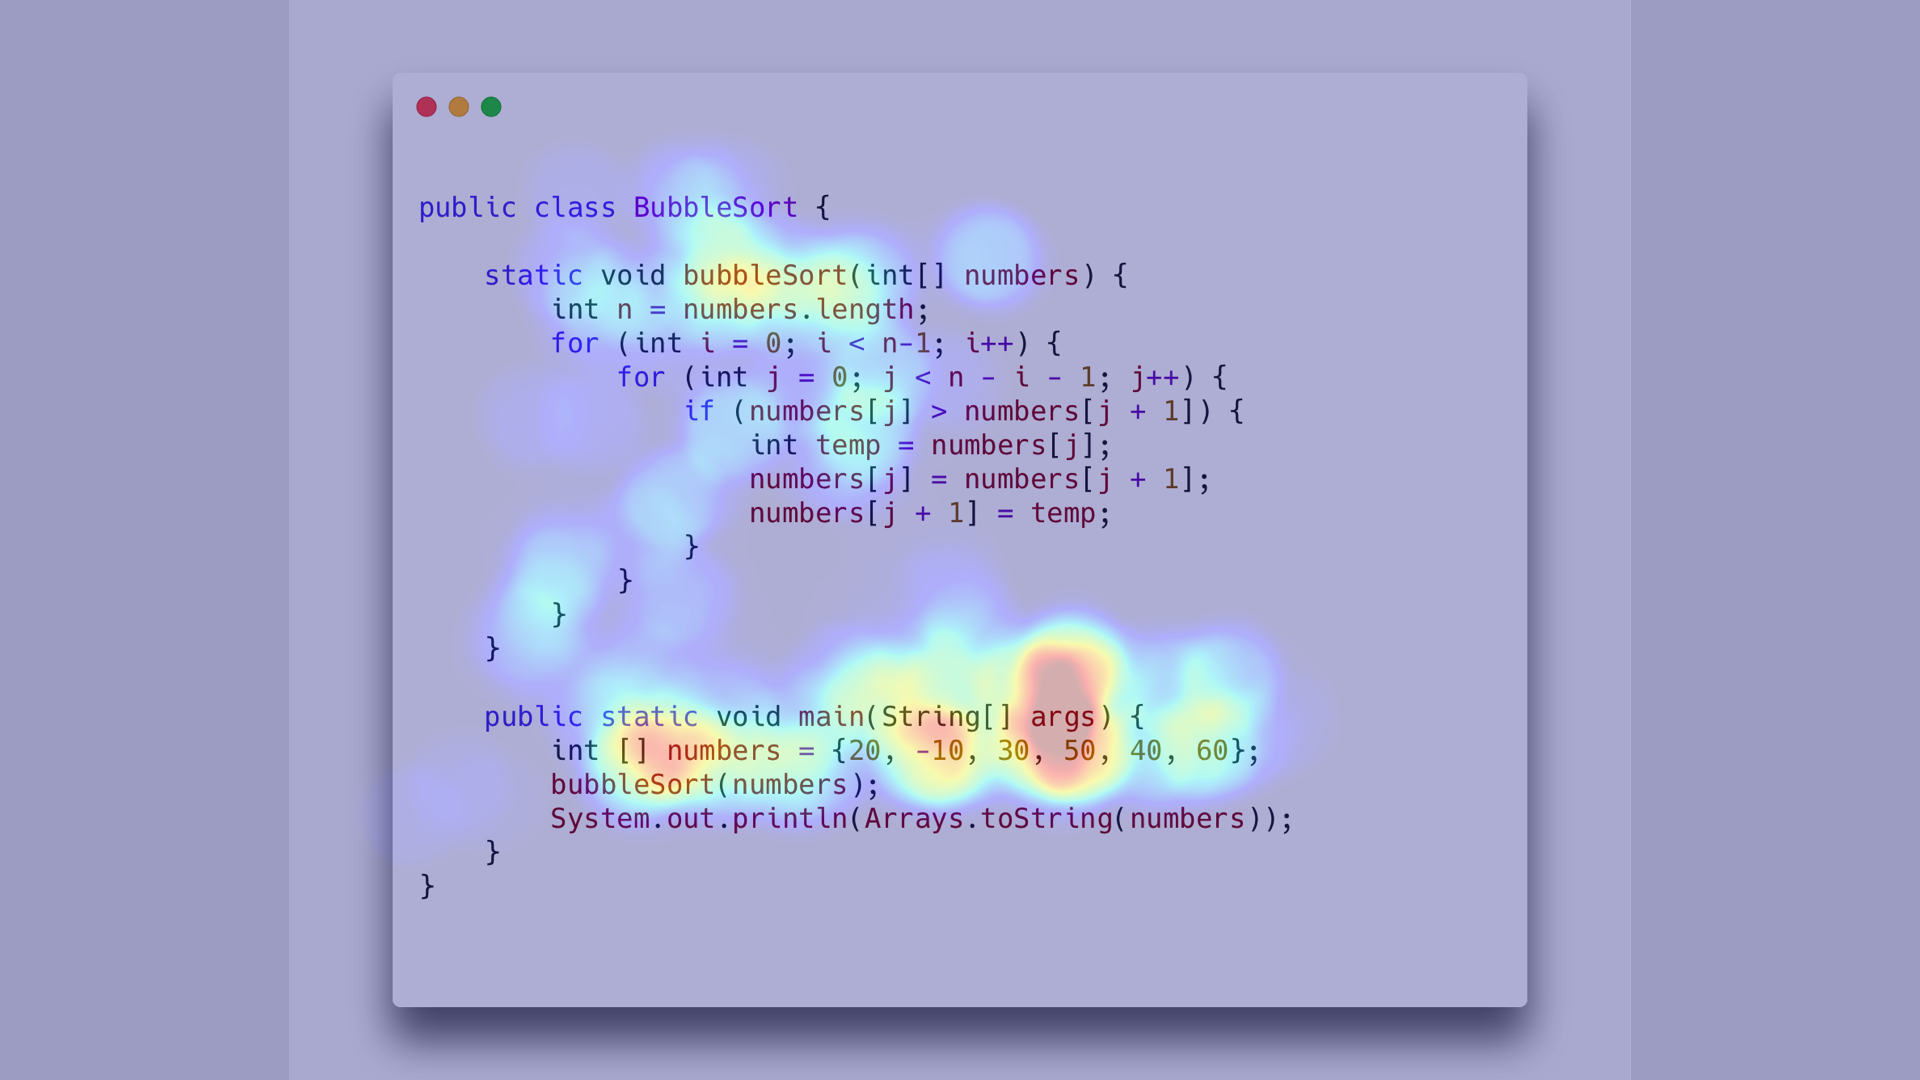 public class BubbleSort {
static void bubbleSort(int[] numbers) {
int n = numbers.length;
for (int i = 0; i < n-1; i++) {
for (int j = 0; j < n - i - 1; j++) {
if (numbers[j] > numbers[j + 1]) {
int temp = numbers[j];
numbers[j] = numbers[j + 1];
numbers[j + 1] = temp;
}
}
}
}
public static void main(String[] args) {
int [] numbers = {20, -10, 30, 50, 40, 60};
bubbleSort(numbers);
System.out.println(Arrays.toString(numbers));
}
}